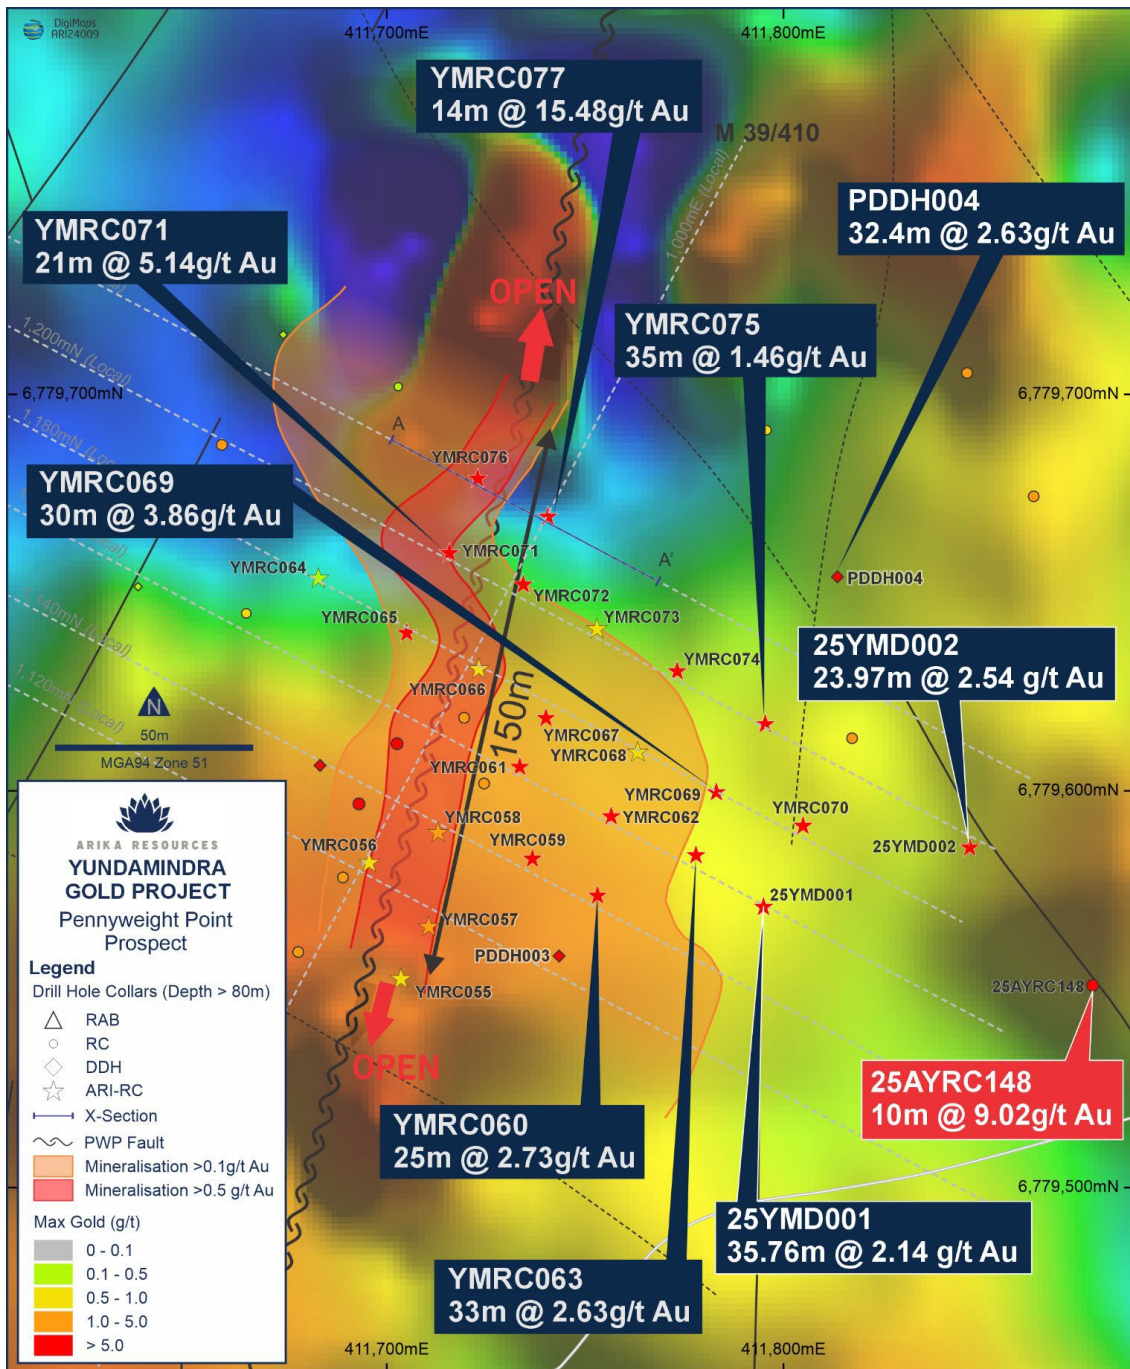 DigiMaps
ARI24009
411,700mE
411,800mE
YMRC077
14m @ 15.48g/t Au
M 39/410
1,000mE (Local)
PDDH004
32.4m @ 2.63g/t Au
YMRC071
21m @ 5.14g/t Au
OPEN
YMRC075
35m @ 1.46g/t Au
1,200mN (Local)
6,779,700mN
6,779,700mN
1,180mN (Local)
A
YMRC076
YMRC069
30m @ 3.86g/t Au
YMRC071
A'
YMRC064
PDDH004
YMRC072
YMRC065
YMRC073
1,140mN (Local)
25YMD002
23.97m @ 2.54 g/t Au
YMRC074
YMRC066
1,120mN (Local)
N
150m
50m
YMRC067
YMRC068
MGA94 Zone 51
YMRC061
6,779,600mN
YMRC069
YMRC062
YMRC070
YMRC058
YMRC059
25YMD002
YMRC056
ARIKA RESOURCES
YUNDAMINDRA
GOLD PROJECT
Pennyweight Point
Prospect
25YMD001
YMRC057
PDDH003
Legend
Drill Hole Collars (Depth > 80m)
YMRC055
25AYRC148
RAB
RC
DDH
ARI-RC
X-Section
PWP Fault
Mineralisation >0.1g/t Au
Mineralisation >0.5 g/t Au
Max Gold (g/t)
0 - 0.1
0.1 - 0.5
0.5 - 1.0
1.0 - 5.0
> 5.0
OPEN
25AYRC148
10m @ 9.02g/t Au
YMRC060
25m @ 2.73g/t Au
6,779,500mN
25YMD001
35.76m @ 2.14 g/t Au
YMRC063
33m @ 2.63g/t Au
411,700mE
411,800mE